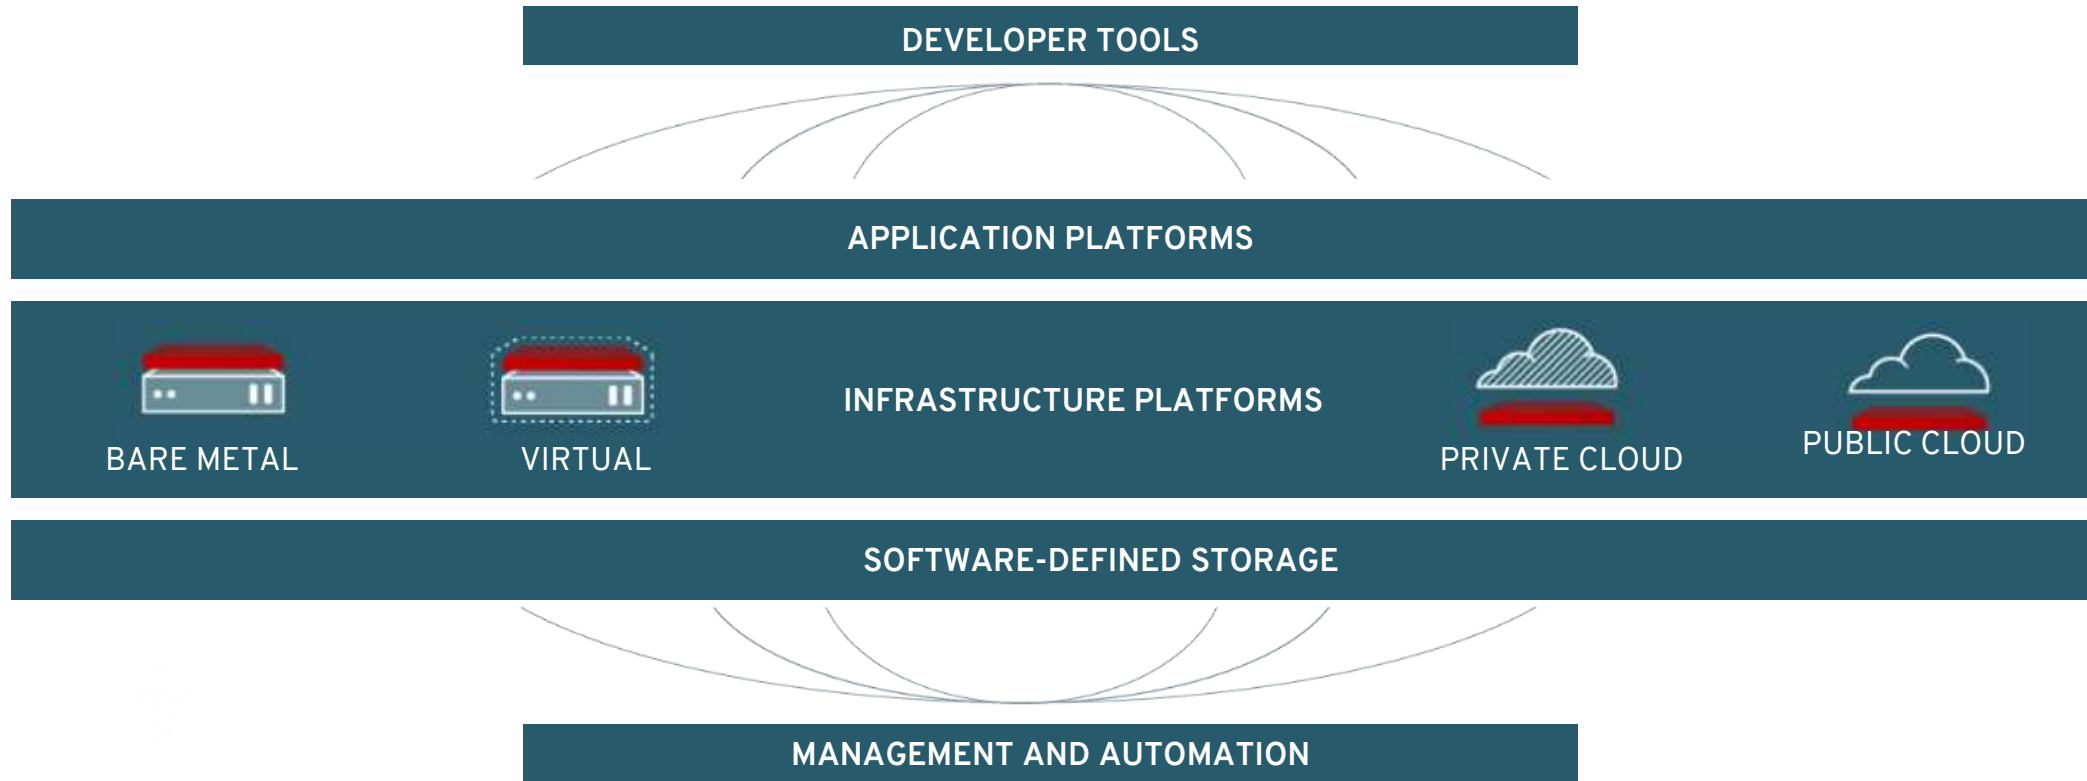 DEVELOPER TOOLS
APPLICATION PLATFORMS
INFRASTRUCTURE PLATFORMS
BARE METAL
VIRTUAL
PRIVATE CLOUD
PUBLIC CLOUD
SOFTWARE-DEFINED STORAGE
MANAGEMENT AND AUTOMATION